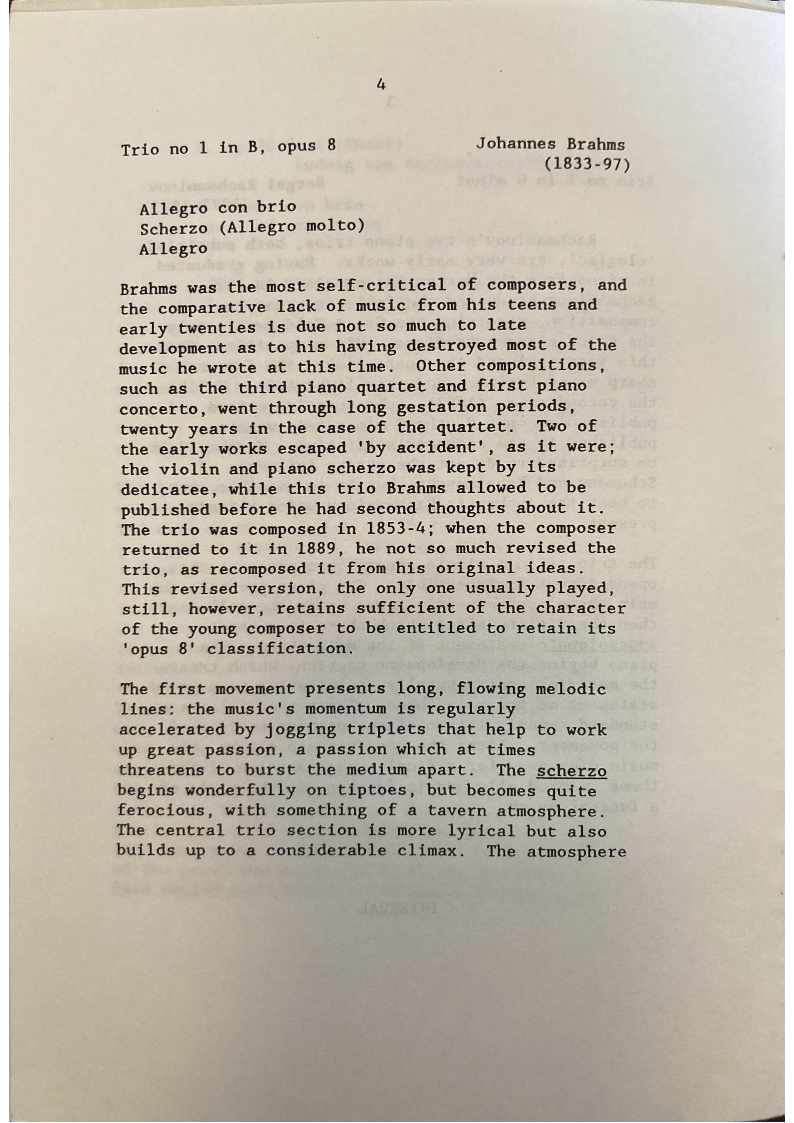 4
Trio no 1 in B, opus 8 Johannes Brahms
(1833-97)
Allegro con brio
Scherzo (Allegro molto)
Allegro
Brahms was the most self-critical of composers, and
the comparative lack of music from his teens and
early twenties is due not so much to late
development as to his having destroyed most of the
music he wrote at this time. Other compositions,
such as the third piano quartet and first piano
concerto, went through long gestation periods,
twenty years in the case of the quartet. Two of
the early works escaped 'by accident', as it were;
the violin and piano scherzo was kept by its
dedicatee, while this trio Brahms allowed to be
published before he had second thoughts about it.
The trio was composed in 1853-4; when the composer
returned to it in 1889, he not so much revised the
trio, as recomposed it from his original ideas.
This revised version, the only one usually played,
still, however, retains sufficient of the character
of the young composer to be entitled to retain its
'opus 8' classification.
The first movement presents long, flowing melodic
lines: the music's momentum is regularly
accelerated by jogging triplets that help to work
up great passion, a passion which at times
threatens to burst the medium apart. The scherzo
begins wonderfully on tiptoes, but becomes quite
ferocious, with something of a tavern atmosphere.
The central trio section is more lyrical but also
builds up to a considerable climax. The atmosphere